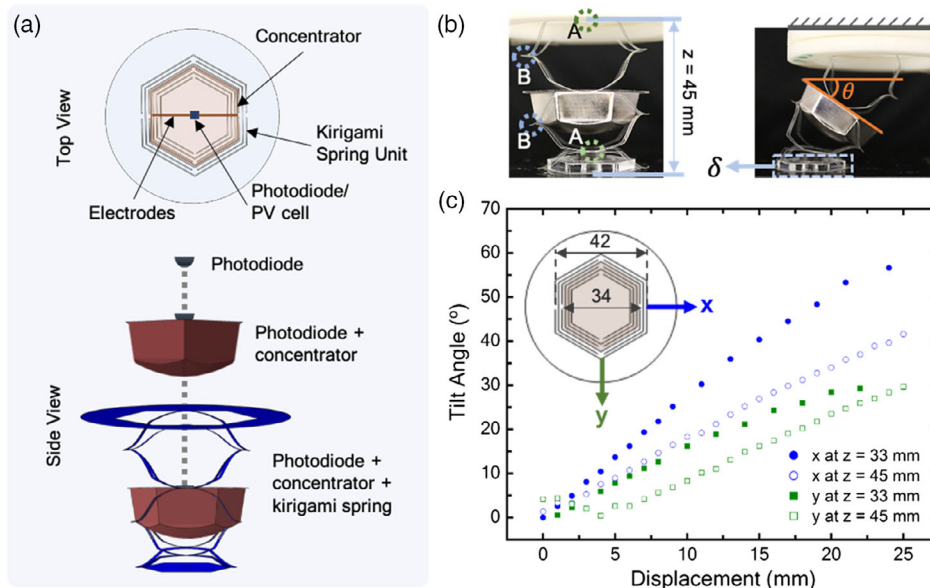 (a)
Top View
Concentrator
Kirigami
Spring Unit
Electrodes
Photodiode/
PV cell
Side View
Photodiode
Photodiode +
concentrator
Photodiode +
concentrator +
kirigami spring
(b)
A
B
B
A
z = 45 mm
θ
δ
(c)
Tilt Angle (°)
70
60
50
40
30
20
10
0
42
34
x
y
x at z = 33 mm
x at z = 45 mm
y at z = 33 mm
y at z = 45 mm
0
5
10
15
20
25
Displacement (mm)